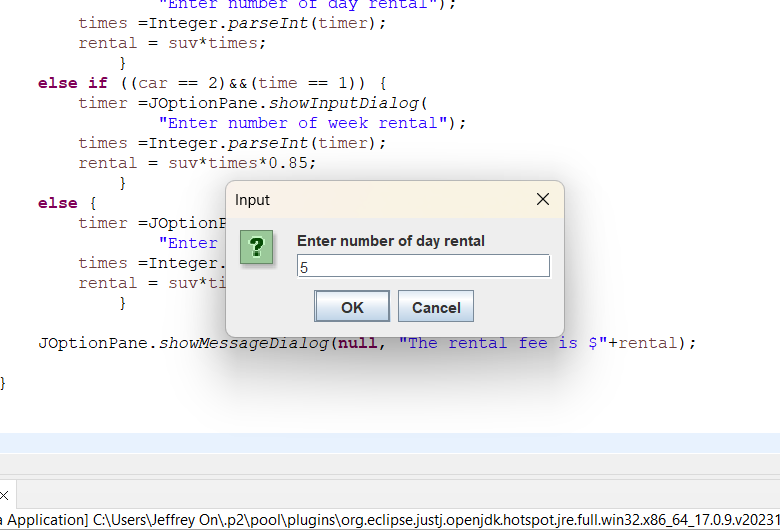 "Enter number of day rental");
times =Integer.parseInt(timer);
rental = suv*times;
}
else if ((car == 2)&&(time == 1)) {
timer =JOptionPane.showInputDialog(
"Enter number of week rental");
times =Integer.parseInt(timer);
rental = suv*times*0.85;
}
else {
timer =JOptionP
"Enter
times =Integer.
rental = suv*ti
}
Input
Enter number of day rental
5
OK
Cancel
JOptionPane.showMessageDialog(null, "The rental fee is $"+rental);
}
a Application] C:\Users\Jeffrey On\.p2\pool\plugins\org.eclipse.justj.openjdk.hotspot.jre.full.win32.x86_64_17.0.9.v20231